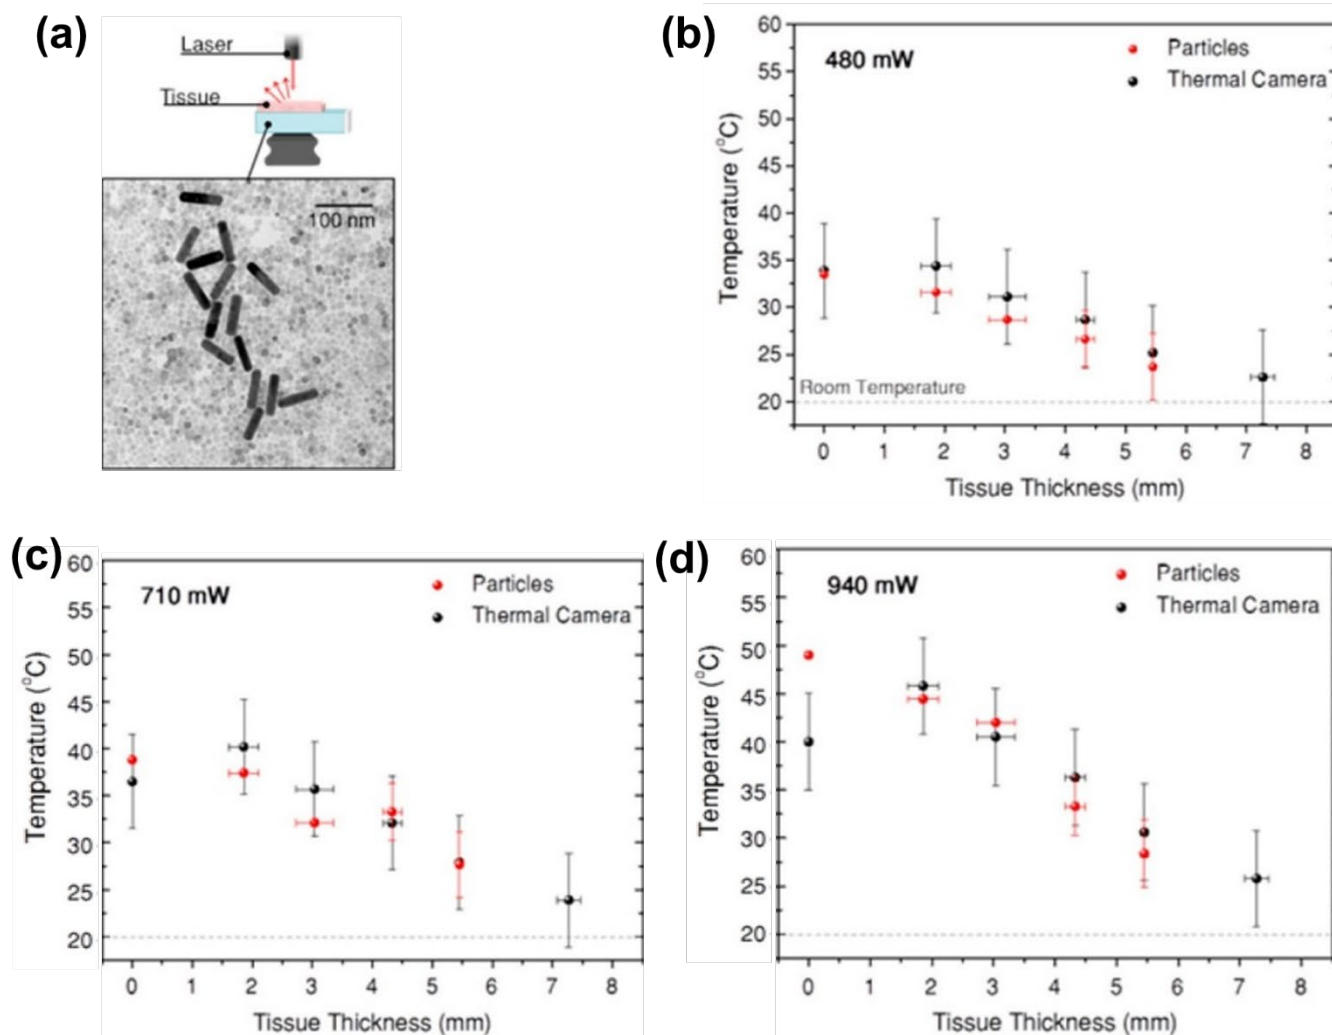 (a)
Laser
Tissue
100 nm
(b)
480 mW
Particles
Thermal Camera
Temperature (°C)
60
55
50
45
40
35
30
25
20
Room Temperature
0 1 2 3 4 5 6 7 8
Tissue Thickness (mm)
(c)
710 mW
Particles
Thermal Camera
Temperature (°C)
60
55
50
45
40
35
30
25
20
0 1 2 3 4 5 6 7 8
Tissue Thickness (mm)
(d)
940 mW
Particles
Thermal Camera
Temperature (°C)
60
55
50
45
40
35
30
25
20
0 1 2 3 4 5 6 7 8
Tissue Thickness (mm)